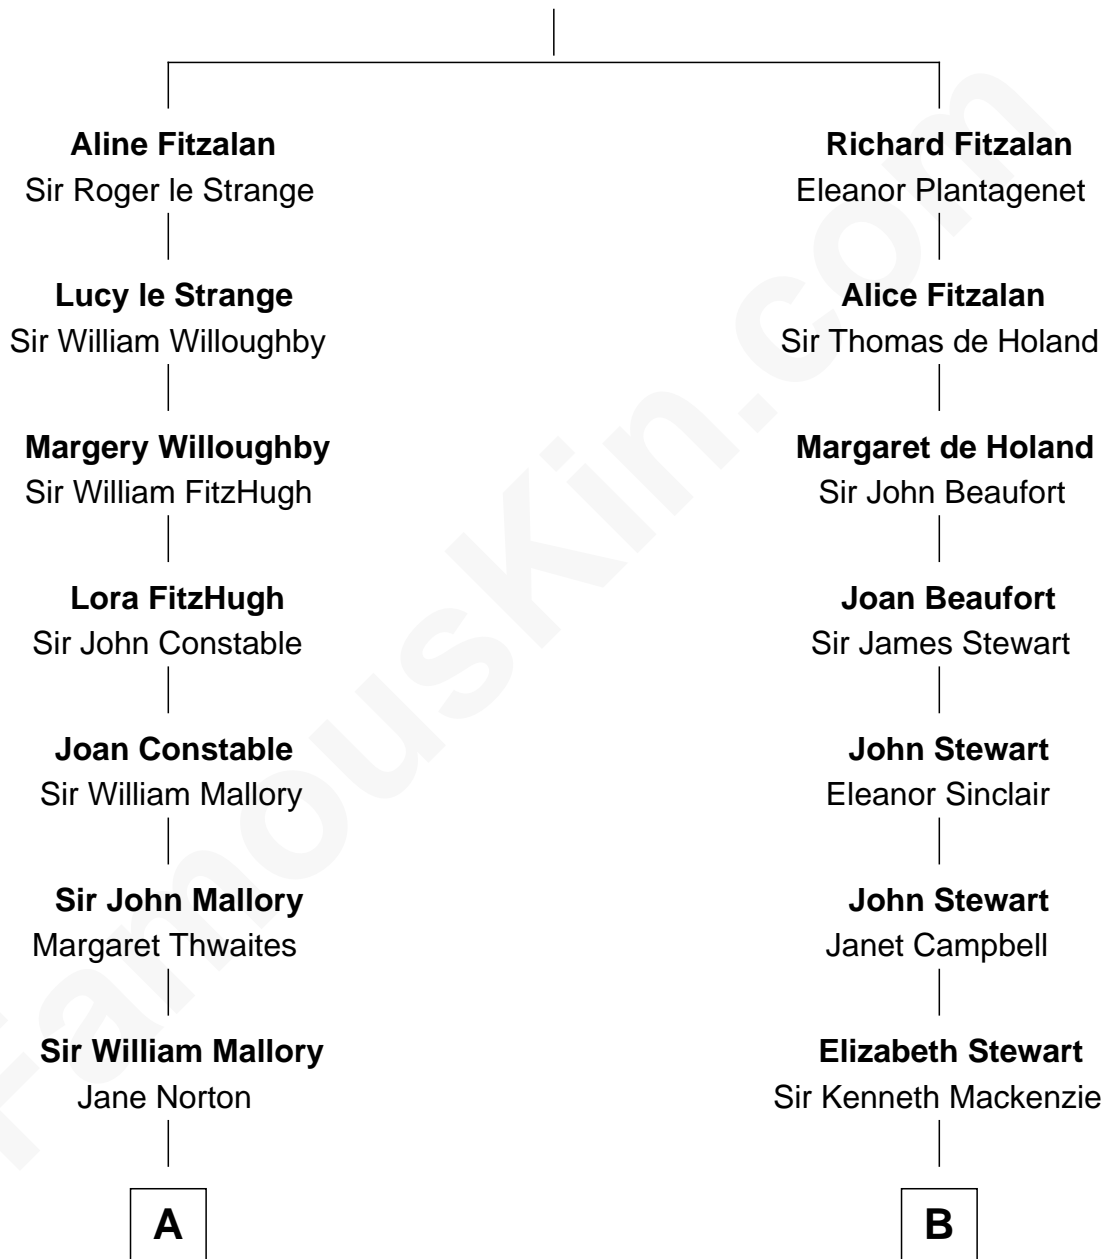 Aline Fitzalan
Sir Roger le Strange
Lucy le Strange
Sir William Willoughby
Margery Willoughby
Sir William FitzHugh
Lora FitzHugh
Sir John Constable
Joan Constable
Sir William Mallory
Sir John Mallory
Margaret Thwaites
Sir William Mallory
Jane Norton
A
Richard Fitzalan
Eleanor Plantagenet
Alice Fitzalan
Sir Thomas de Holand
Margaret de Holand
Sir John Beaufort
Joan Beaufort
Sir James Stewart
John Stewart
Eleanor Sinclair
John Stewart
Janet Campbell
Elizabeth Stewart
Sir Kenneth Mackenzie
B
FamousKin.com